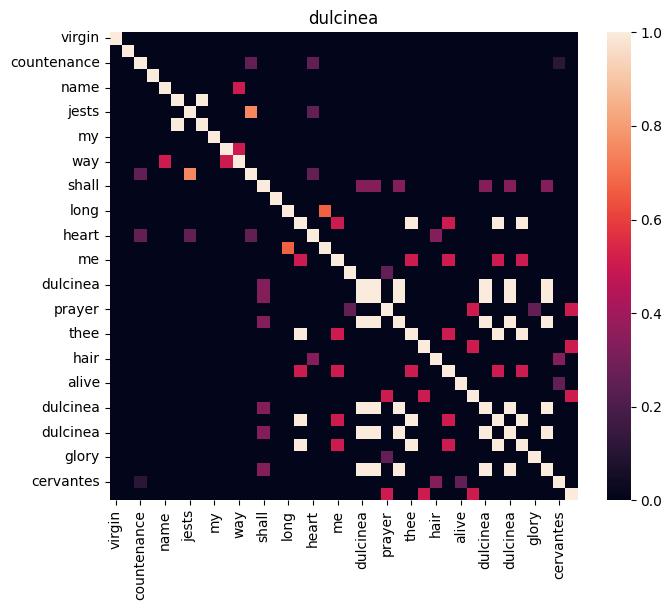 dulcinea
virgin
countenance
name
jests
my
way
shall
long
heart
me
dulcinea
prayer
thee
hair
alive
dulcinea
dulcinea
glory
cervantes
virgin
countenance
name
jests
my
way
shall
long
heart
me
dulcinea
prayer
thee
hair
alive
dulcinea
dulcinea
glory
cervantes
1.0
0.8
0.6
0.4
0.2
0.0